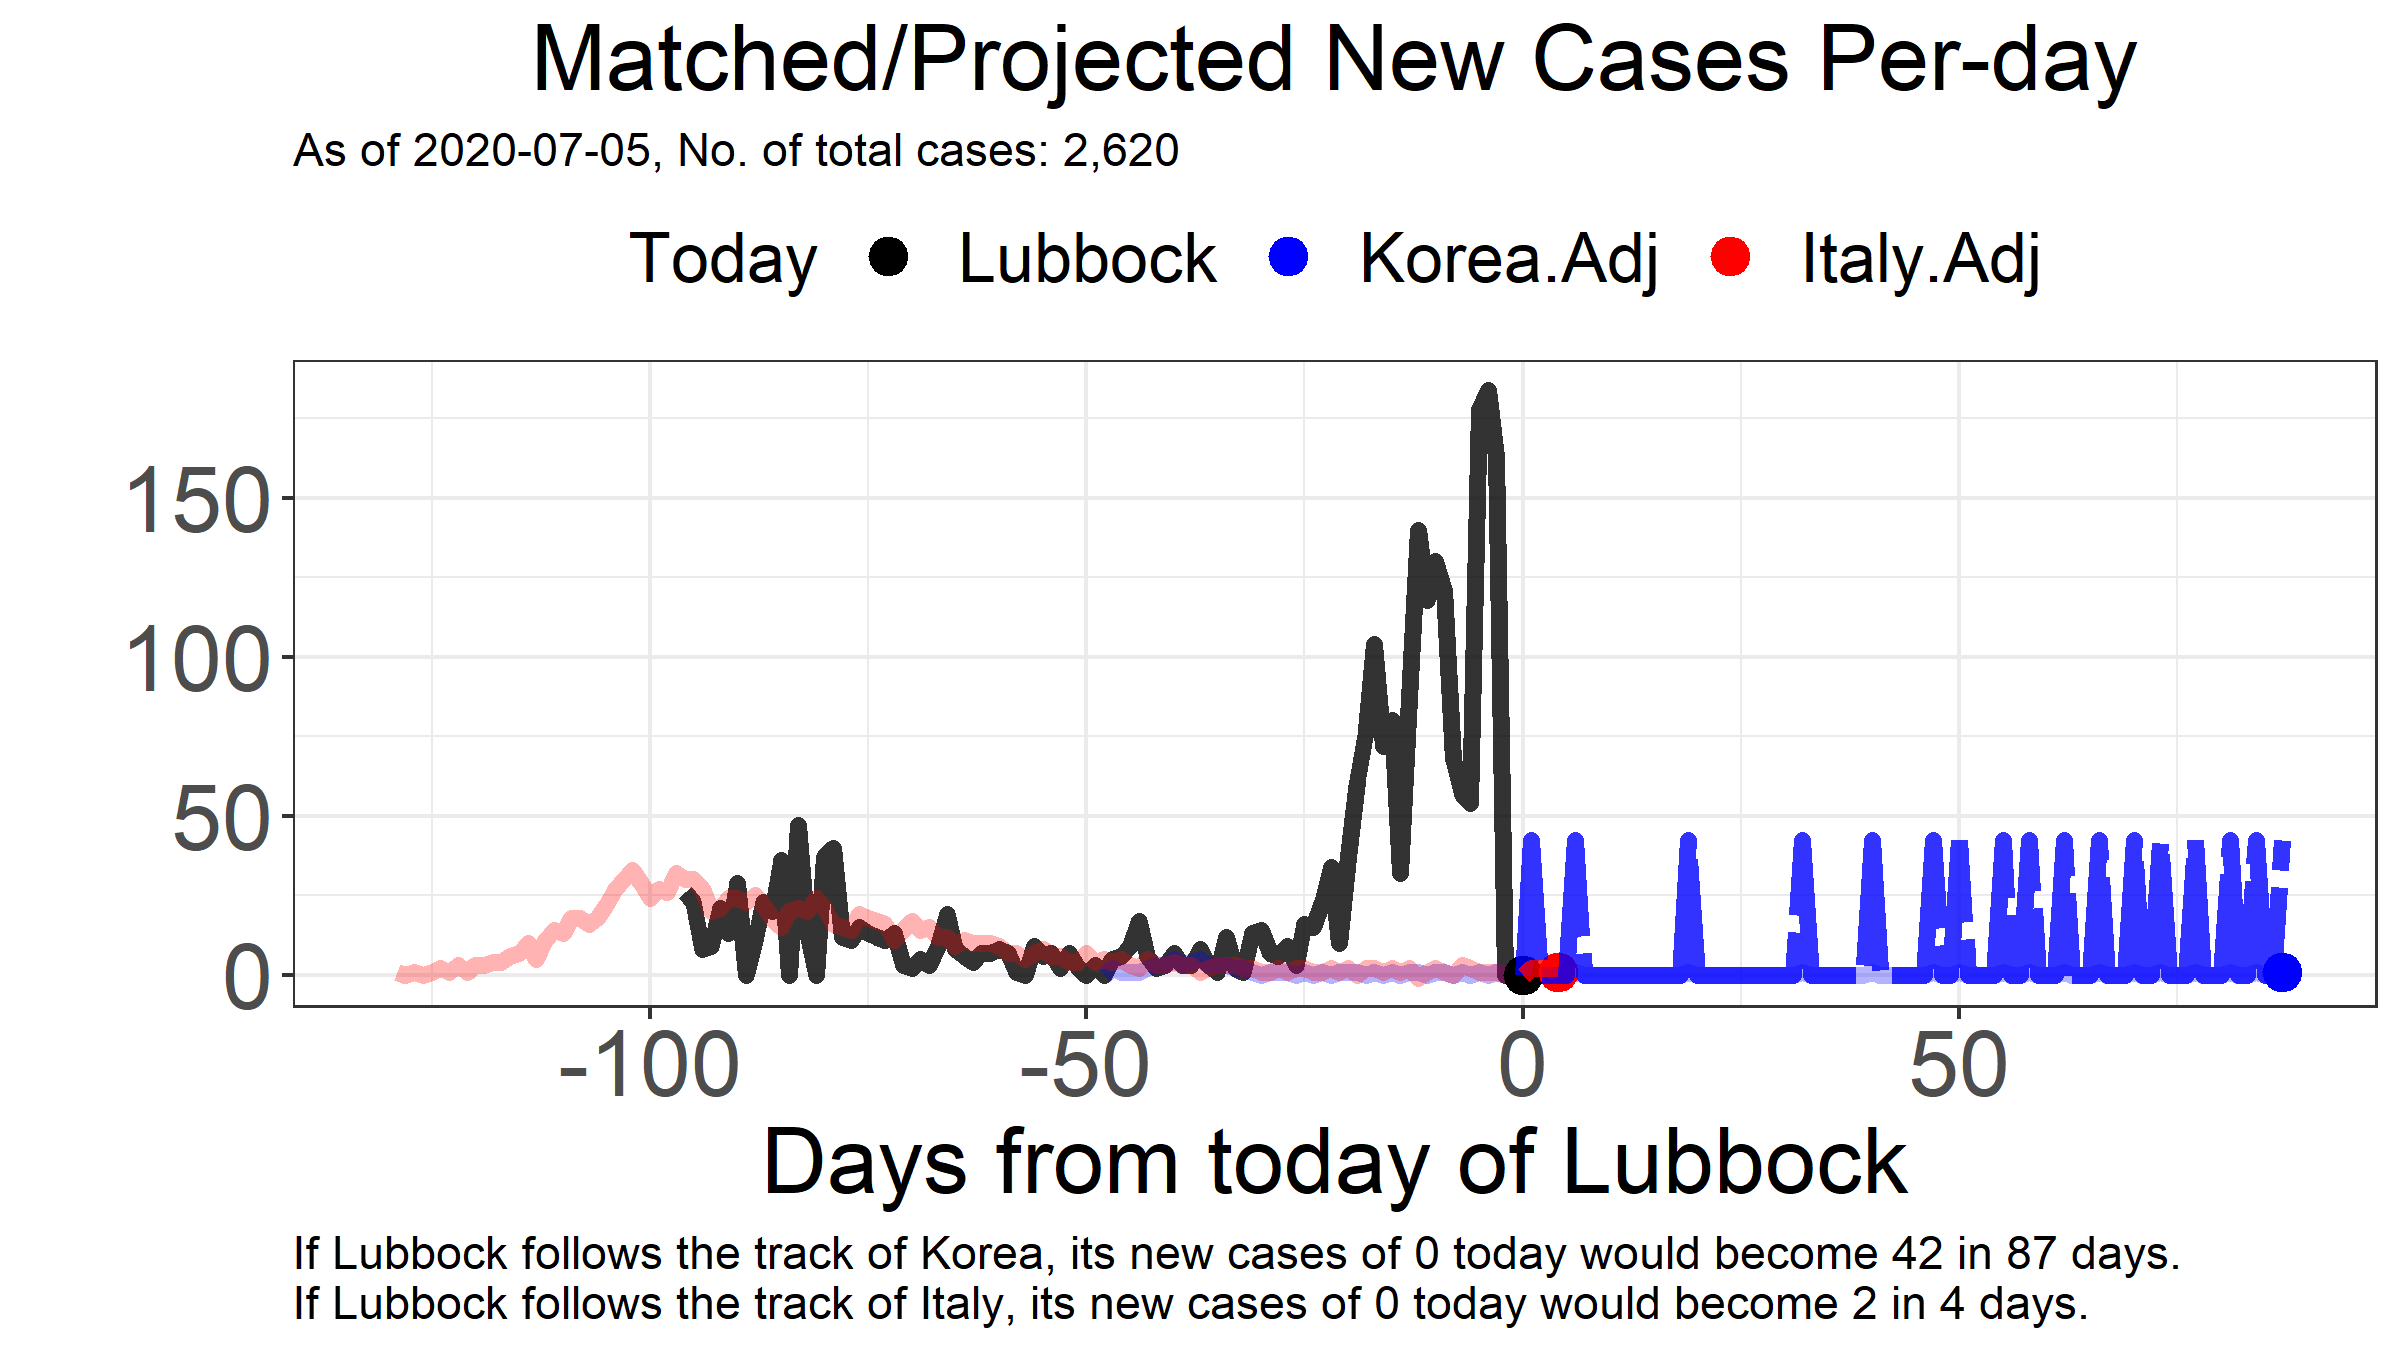 Matched/Projected New Cases Per-day
As of 2020-07-05, No. of total cases: 2,620
Today Lubbock Korea.Adj Italy.Adj
150
100
50
0
-100 -50 0 50
Days from today of Lubbock
If Lubbock follows the track of Korea, its new cases of 0 today would become 42 in 87 days.
If Lubbock follows the track of Italy, its new cases of 0 today would become 2 in 4 days.